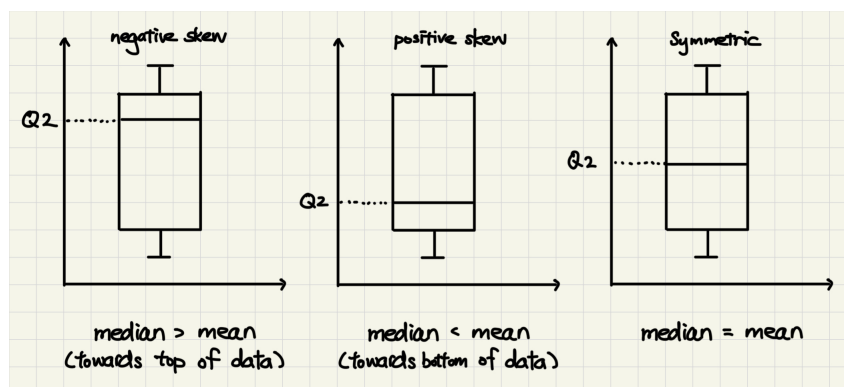 negative skew
Q2
median > mean
(towards top of data)
positive skew
Q2
median < mean
(towards bottom of data)
Symmetric
Q2
median = mean